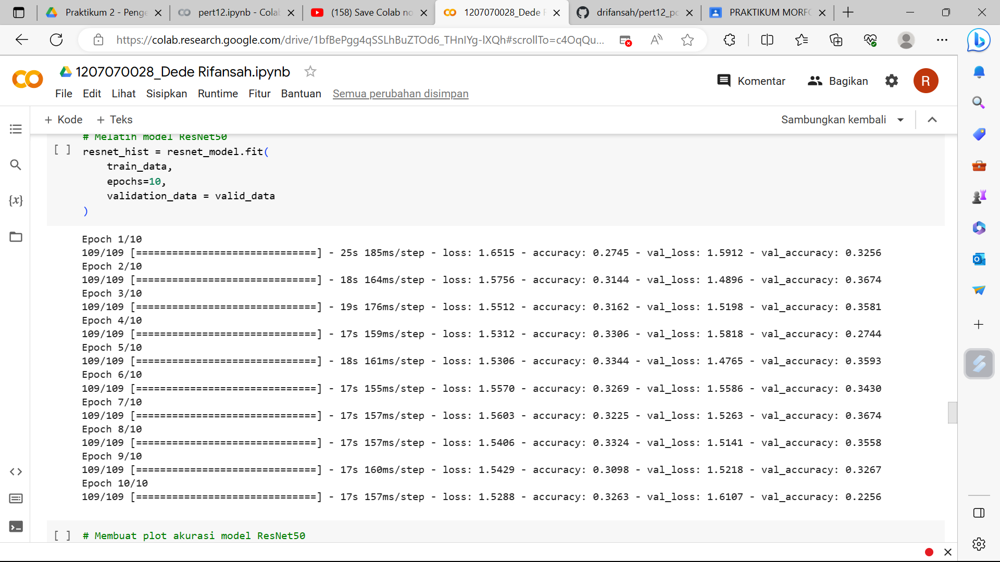 Praktikum 2 - Penge
pert12.ipynb - Colab
(158) Save Colab no
1207070028_Dede R
drifansah/pert12_pc
PRAKTIKUM MORFO
https://colab.research.google.com/drive/1bfBePgg4qSSLhBuZTOd6_THnIYg-lXQh#scrollTo=c4OqQu...
1207070028_Dede Rifansah.ipynb
Komentar
Bagikan
R
File Edit Lihat Sisipkan Runtime Fitur Bantuan Semua perubahan disimpan
+ Kode + Teks
Sambungkan kembali
# Melatih model ResNet50
[ ] resnet_hist = resnet_model.fit(
train_data,
epochs=10,
validation_data = valid_data
)
Epoch 1/10
109/109 [==============================] - 25s 185ms/step - loss: 1.6515 - accuracy: 0.2745 - val_loss: 1.5912 - val_accuracy: 0.3256
Epoch 2/10
109/109 [==============================] - 18s 164ms/step - loss: 1.5756 - accuracy: 0.3144 - val_loss: 1.4896 - val_accuracy: 0.3674
Epoch 3/10
109/109 [==============================] - 19s 176ms/step - loss: 1.5512 - accuracy: 0.3162 - val_loss: 1.5198 - val_accuracy: 0.3581
Epoch 4/10
109/109 [==============================] - 17s 159ms/step - loss: 1.5312 - accuracy: 0.3306 - val_loss: 1.5818 - val_accuracy: 0.2744
Epoch 5/10
109/109 [==============================] - 18s 161ms/step - loss: 1.5306 - accuracy: 0.3344 - val_loss: 1.4765 - val_accuracy: 0.3593
Epoch 6/10
109/109 [==============================] - 17s 155ms/step - loss: 1.5570 - accuracy: 0.3269 - val_loss: 1.5586 - val_accuracy: 0.3430
Epoch 7/10
109/109 [==============================] - 17s 157ms/step - loss: 1.5603 - accuracy: 0.3225 - val_loss: 1.5263 - val_accuracy: 0.3674
Epoch 8/10
109/109 [==============================] - 17s 157ms/step - loss: 1.5406 - accuracy: 0.3324 - val_loss: 1.5141 - val_accuracy: 0.3558
Epoch 9/10
109/109 [==============================] - 17s 160ms/step - loss: 1.5429 - accuracy: 0.3098 - val_loss: 1.5218 - val_accuracy: 0.3267
Epoch 10/10
109/109 [==============================] - 17s 157ms/step - loss: 1.5288 - accuracy: 0.3263 - val_loss: 1.6107 - val_accuracy: 0.2256
[ ] # Membuat plot akurasi model ResNet50